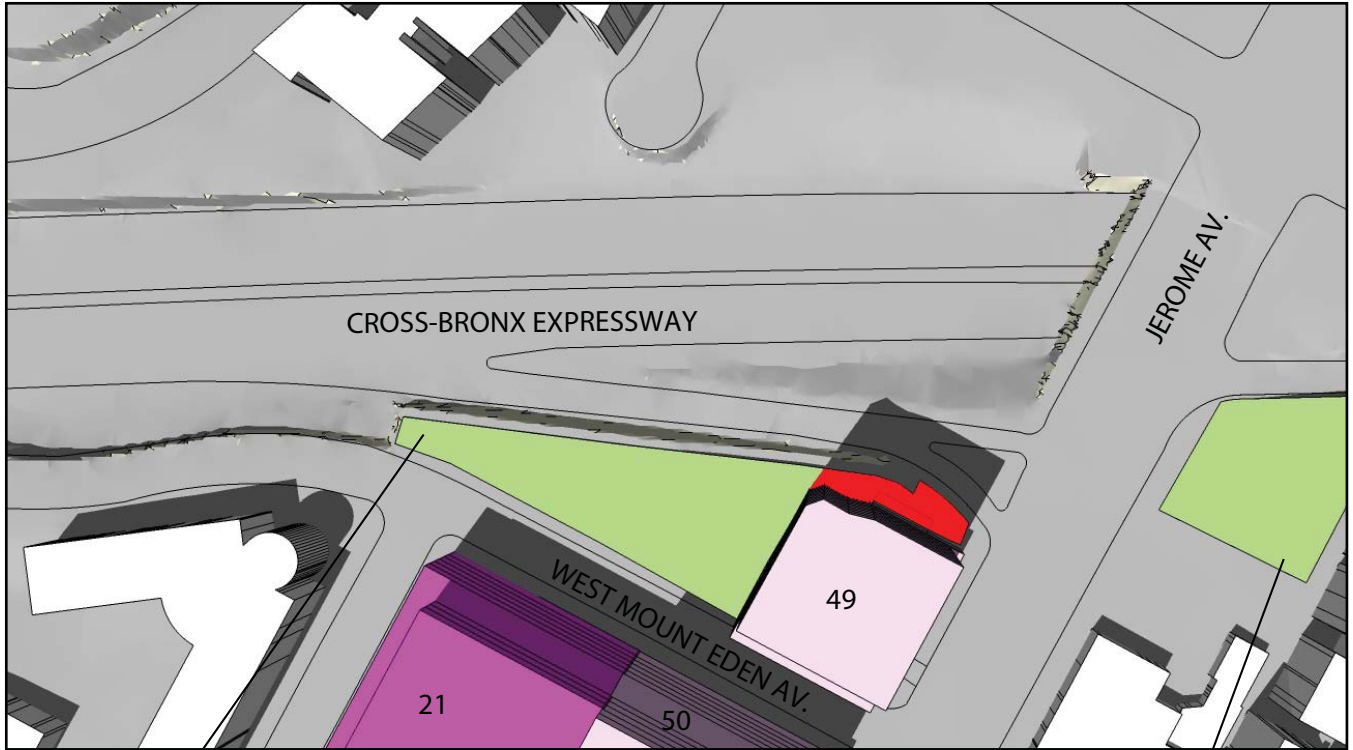 JEROME AV.
CROSS-BRONX EXPRESSWAY
WEST MOUNT EDEN AV.
49
21
50